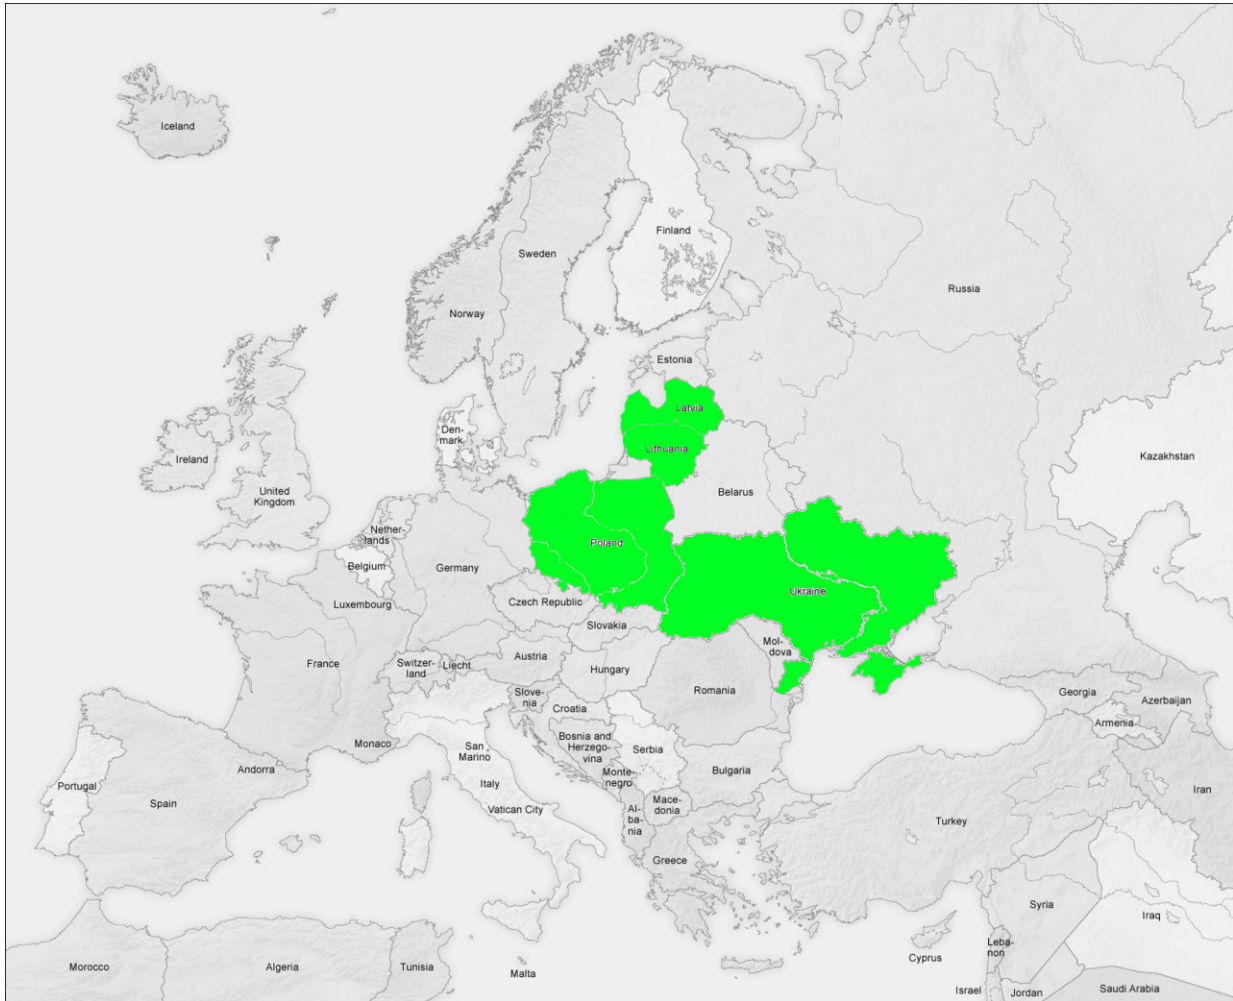 Iceland
Finland
Sweden
Russia
Norway
Estonia
Latvia
Den-
mark
Lithuania
Ireland
Kazakhstan
United
Kingdom
Belarus
Nether-
lands
Poland
Belgium
Germany
Ukraine
Luxembourg
Czech Republic
Slovakia
Mol-
dova
Austria
France
Switzer-
land
Liecht.
Hungary
Romania
Slove-
nia
Croatia
Georgia
Azerbaijan
Armenia
Bosnia and
Herzego-
vina
Monaco
San
Marino
Serbia
Andorra
Bulgaria
Monte-
negro
Portugal
Italy
Iran
Spain
Vatican City
Mace-
donia
Al-
ba-
nia
Turkey
Greece
Syria
Iraq
Leba-
non
Cyprus
Morocco
Algeria
Tunisia
Malta
Israel
Jordan
Saudi Arabia